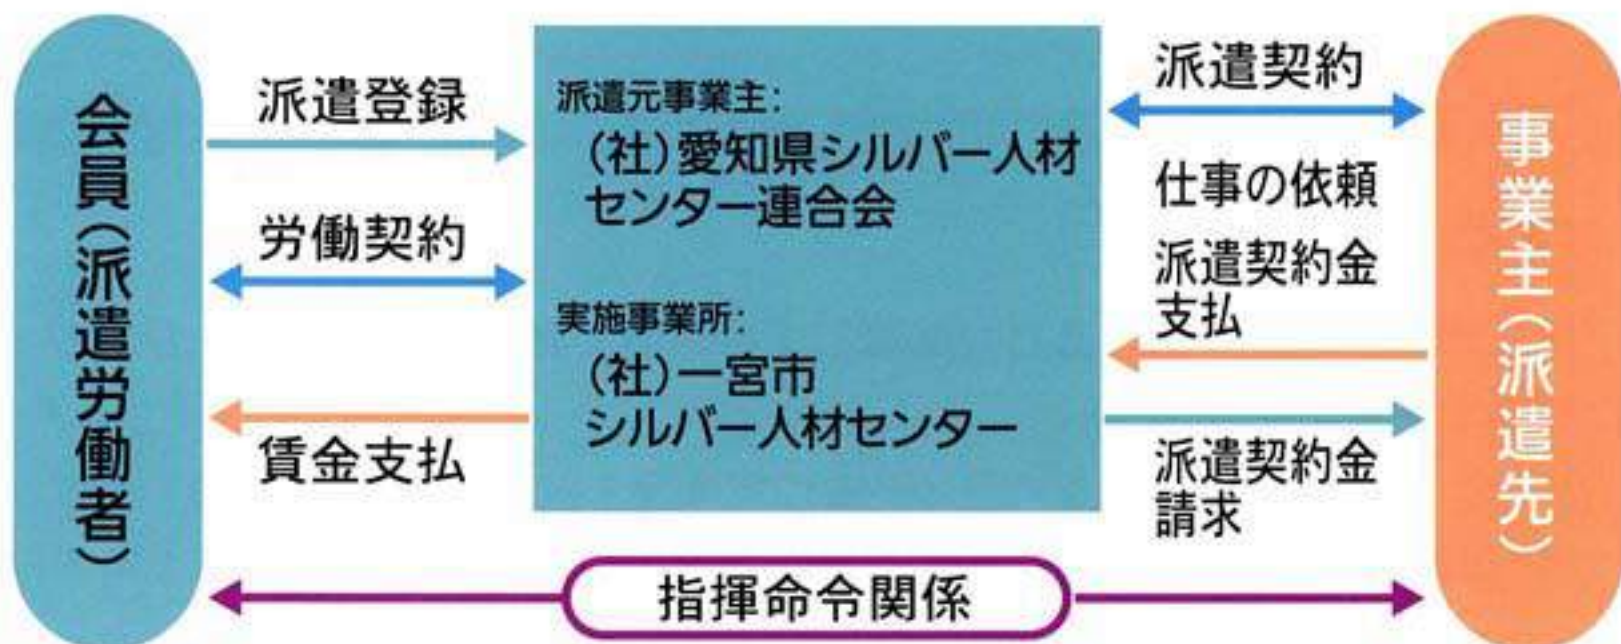 会員（派遣労働者）
派遣登録
労働契約
賃金支払
派遣元事業主：
（社）愛知県シルバー人材
センター連合会
実施事業所：
（社）一宮市
シルバー人材センター
派遣契約
仕事の依頼
派遣契約金
支払
派遣契約金
請求
事業主（派遣先）
指揮命令関係